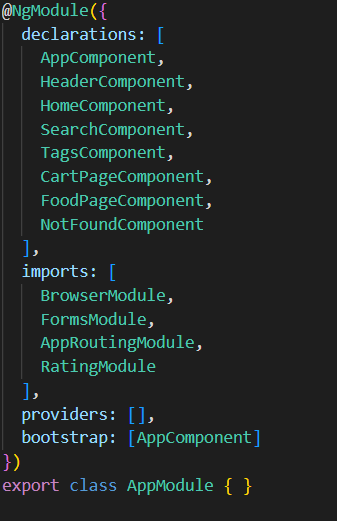 @NgModule({
  declarations: [
    AppComponent,
    HeaderComponent,
    HomeComponent,
    SearchComponent,
    TagsComponent,
    CartPageComponent,
    FoodPageComponent,
    NotFoundComponent
  ],
  imports: [
    BrowserModule,
    FormsModule,
    AppRoutingModule,
    RatingModule
  ],
  providers: [],
  bootstrap: [AppComponent]
})
export class AppModule { }